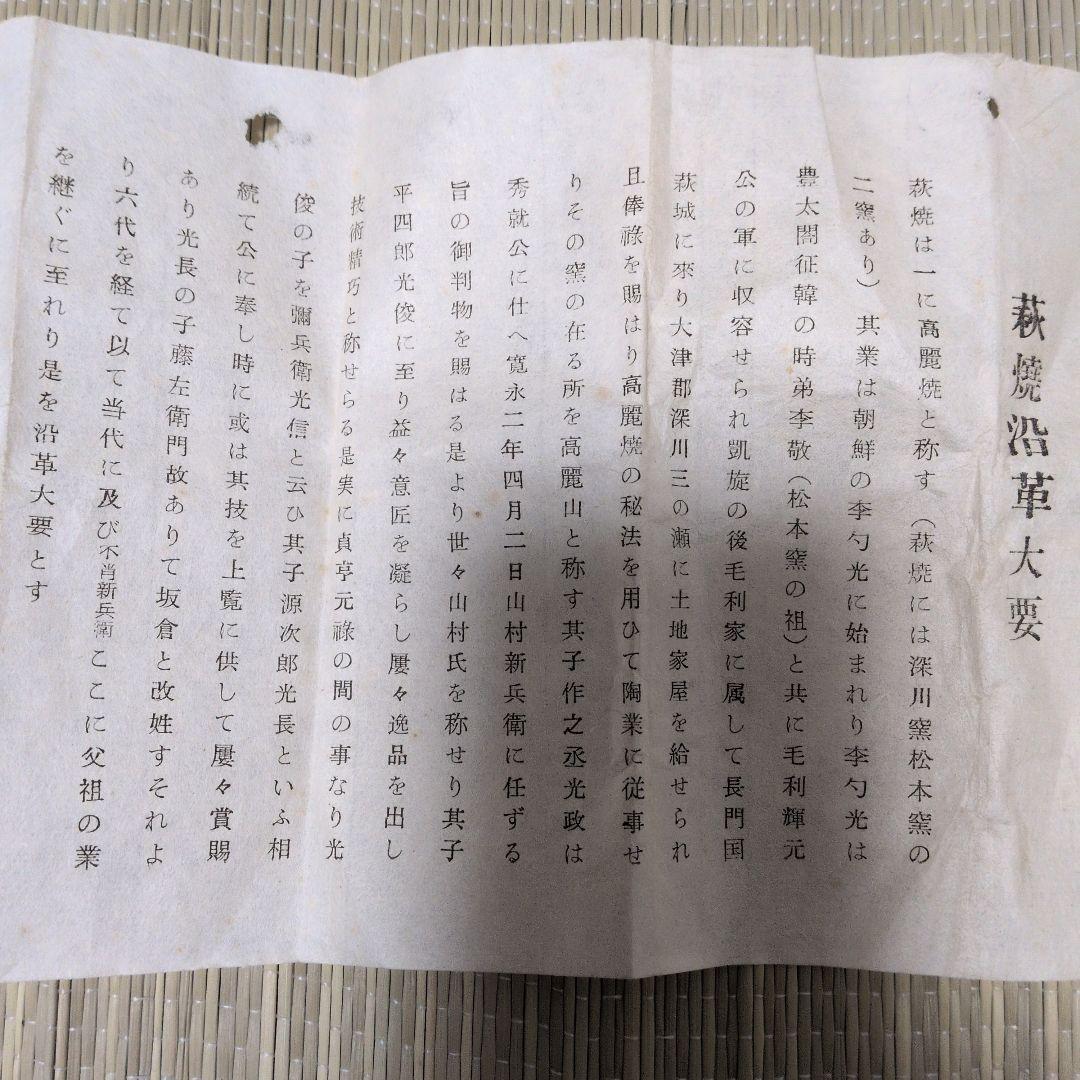 萩燒沿革大要
萩焼は一に高麗焼と称す（萩焼には深川窯松本窯の
二窯あり）其業は朝鮮の李勺光に始まれり李勺光は
豊太閤征韓の時弟李敬（松本窯の祖）と共に毛利輝元
公の軍に収容せられ凱旋の後毛利家に属して長門国
萩城に來り大津郡深川三の瀬に土地家屋を給せられ
且俸祿を賜はり高麗燒の秘法を用ひて陶業に従事せ
りその窯の在る所を高麗山と称す其子作之丞光政は
秀就公に仕へ寛永二年四月二日山村新兵衛に任ずる
旨の御判物を賜はる是より世々山村氏を称せり其子
平四郎光俊に至り益々意匠を凝らし屢々逸品を出し
技術精巧と称せらる是実に貞享元祿の間の事なり光
俊の子を彌兵衛光信と云ひ其子源次郎光長といふ相
続て公に奉し時に或は其技を上覧に供して屢々賞賜
あり光長の子藤左衛門故ありて坂倉と改姓すそれよ
り六代を経て以て当代に及び不肖新兵衛ここに父祖の業
を継ぐに至れり是を沿革大要とす